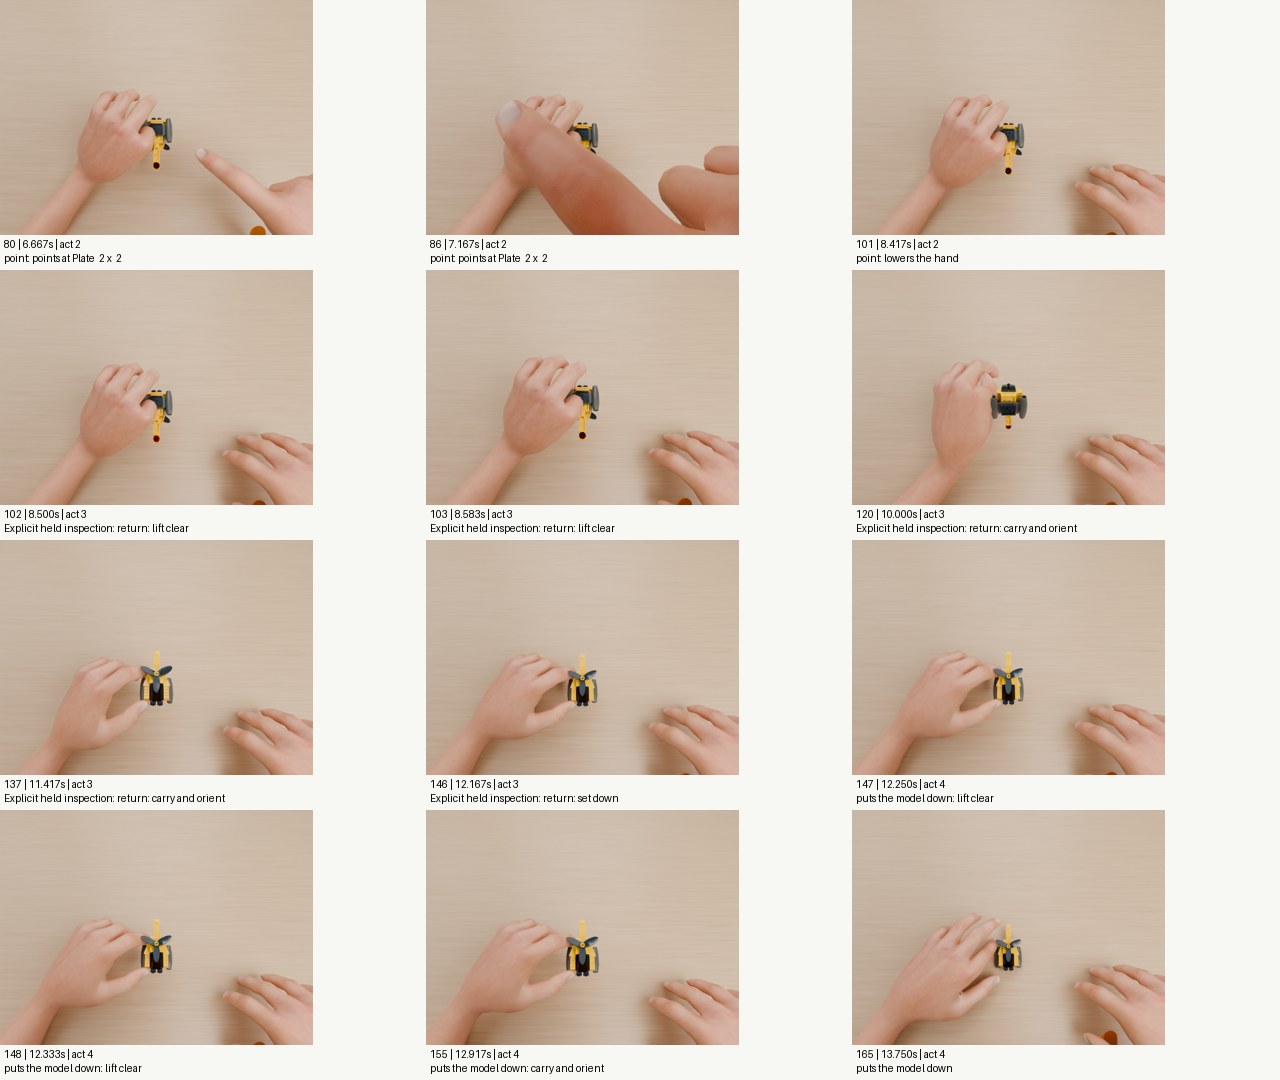 80 | 6.667s | act 2
point: points at Plate 2 x 2
86 | 7.167s | act 2
point: points at Plate 2 x 2
101 | 8.417s | act 2
point: lowers the hand
102 | 8.500s | act 3
Explicit held inspection: return: lift clear
103 | 8.583s | act 3
Explicit held inspection: return: lift clear
120 | 10.000s | act 3
Explicit held inspection: return: carry and orient
137 | 11.417s | act 3
Explicit held inspection: return: carry and orient
146 | 12.167s | act 3
Explicit held inspection: return: set down
147 | 12.250s | act 4
puts the model down: lift clear
148 | 12.333s | act 4
puts the model down: lift clear
155 | 12.917s | act 4
puts the model down: carry and orient
165 | 13.750s | act 4
puts the model down